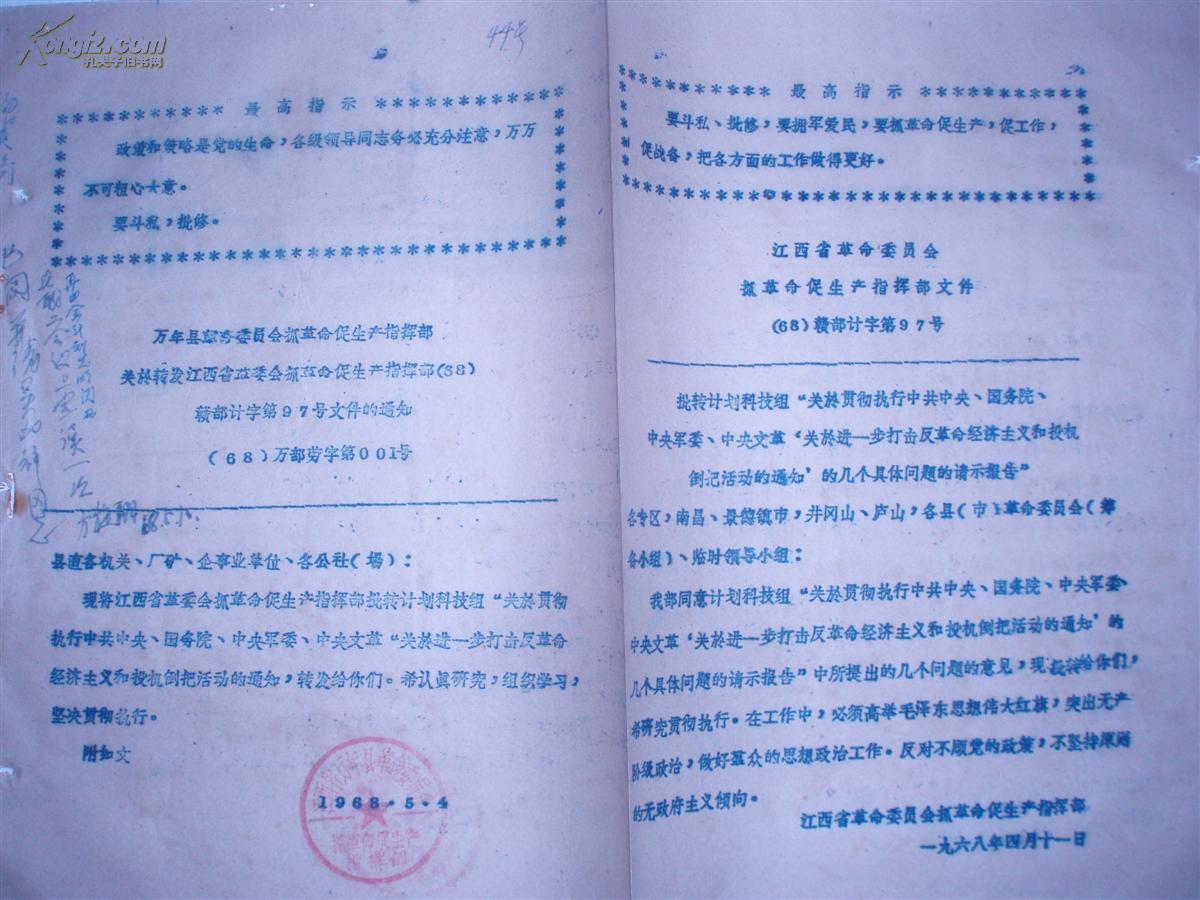 Kongfz.com
孔夫子旧书网
44号
************ 最高指示 ************
政策和策略是党的生命，各级领导同志务必充分注意，万万
不可粗心大意。
要斗私，批修。
万年县革命委员会抓革命促生产指挥部
关於转发江西省革委会抓革命促生产指挥部(68)
赣部计字第97号文件的通知
(68)万部劳字第001号
县直各机关、厂矿、企事业单位、各公社(场)：
现将江西省革委会抓革命促生产指挥部批转计划科技组“关於贯彻
执行中共中央、国务院、中央军委、中央文革“关於进一步打击反革命
经济主义和投机倒把活动的通知，转发给你们。希认真研究，组织学习，
坚决贯彻执行。
附如文
1968.5.4
抓革命促生产
指挥部
*********** 最高指示 ***********
要斗私、批修，要拥军爱民，要抓革命促生产，促工作，
促战备，把各方面的工作做得更好。
江西省革命委员会
抓革命促生产指挥部文件
(68)赣部计字第97号
批转计划科技组“关於贯彻执行中共中央、国务院、
中央军委、中央文革‘关於进一步打击反革命经济主义和投机
倒把活动的通知’的几个具体问题的请示报告”
各专区，南昌、景德镇市，井冈山、庐山，各县(市)革命委员会(筹
备小组)、临时领导小组：
我部同意计划科技组“关於贯彻执行中共中央、国务院、中央军委
中央文革‘关於进一步打击反革命经济主义和投机倒把活动的通知’的
几个具体问题的请示报告”中所提出的几个问题的意见，现批转给你们，
希研究贯彻执行。在工作中，必须高举毛泽东思想伟大红旗，突出无产
阶级政治，做好群众的思想政治工作。反对不顾党的政策，不坚持原则
的无政府主义倾向。
江西省革命委员会抓革命促生产指挥部
一九六八年四月十一日